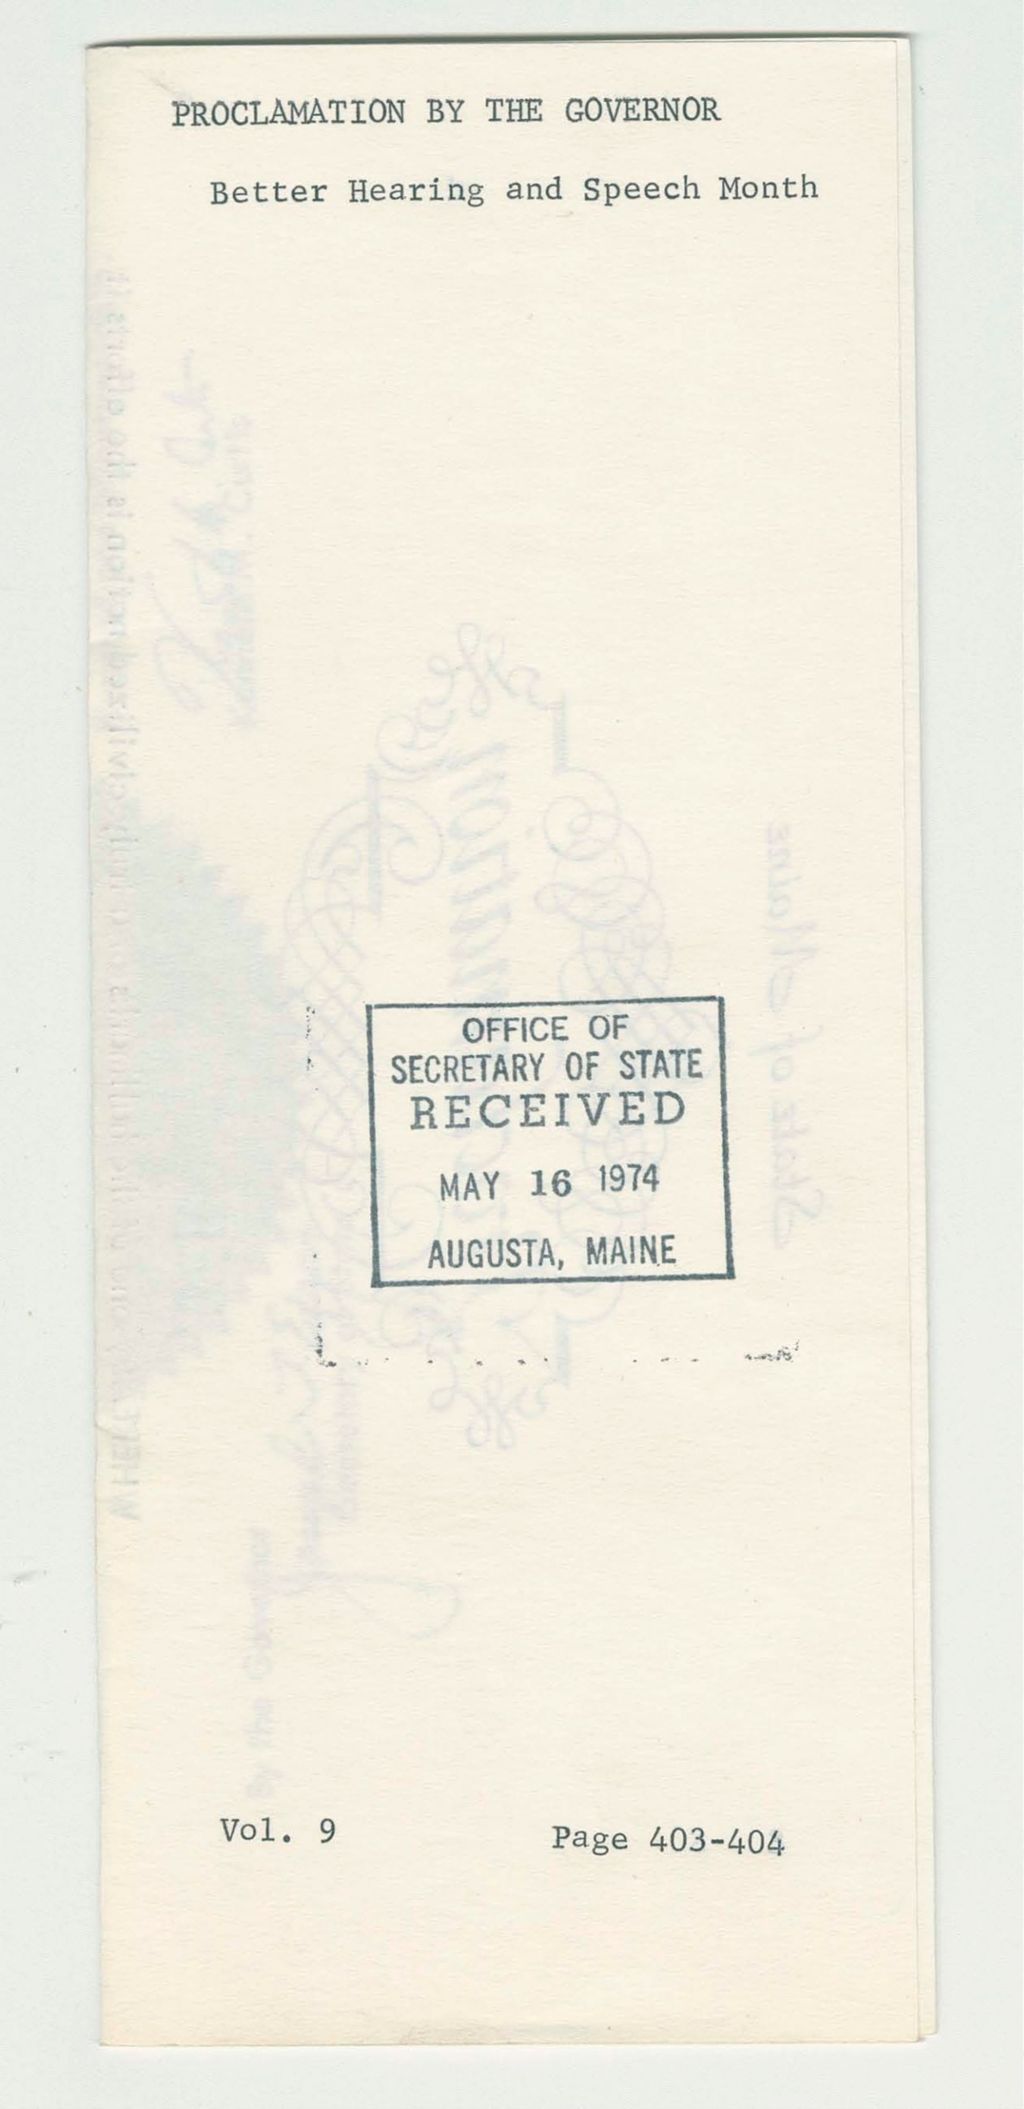 PROCLAMATION BY THE GOVERNOR
Better Hearing and Speech Month
OFFICE OF
SECRETARY OF STATE
RECEIVED
MAY 16 1974
AUGUSTA, MAINE
Vol. 9 Page 403-404